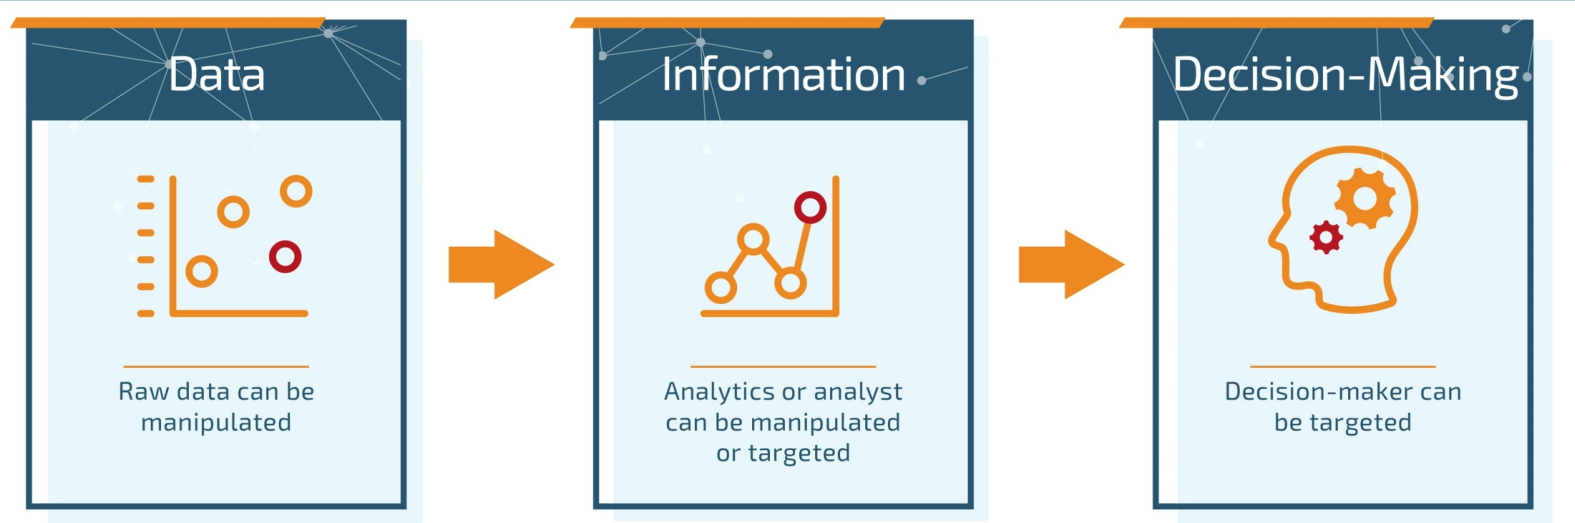 Data
Raw data can be
manipulated
Information
Analytics or analyst
can be manipulated
or targeted
Decision-Making
Decision-maker can
be targeted